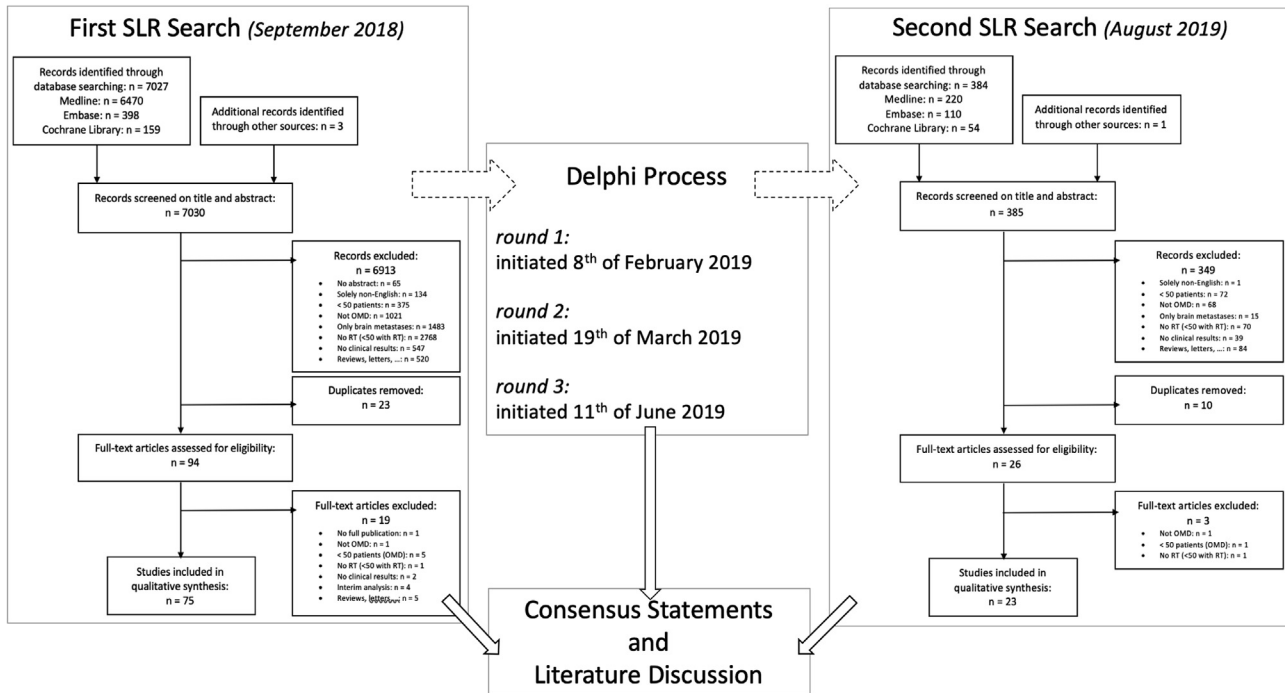 First SLR Search (September 2018)
Records identified through
database searching: n = 7027
Medline: n = 6470
Embase: n = 398
Cochrane Library: n = 159
Additional records identified
through other sources: n = 3
Records screened on title and abstract:
n = 7030
Records excluded:
n = 6913
• No abstract: n = 65
• Solely non-English: n = 134
• < 50 patients: n = 375
• Not OMD: n = 1021
• Only brain metastases: n = 1483
• No RT (<50 with RT): n = 2768
• No clinical results: n = 547
• Reviews, letters, ...: n = 520
Duplicates removed:
n = 23
Full-text articles assessed for eligibility:
n = 94
Full-text articles excluded:
n = 19
• No full publication: n = 1
• Not OMD: n = 1
• < 50 patients (OMD): n = 5
• No RT (<50 with RT): n = 1
• No clinical results: n = 2
• Interim analysis: n = 4
• Reviews, letters, ...: n = 5
Studies included in
qualitative synthesis:
n = 75
Delphi Process
round 1:
initiated 8th of February 2019
round 2:
initiated 19th of March 2019
round 3:
initiated 11th of June 2019
Consensus Statements
and
Literature Discussion
Second SLR Search (August 2019)
Records identified through
database searching: n = 384
Medline: n = 220
Embase: n = 110
Cochrane Library: n = 54
Additional records identified
through other sources: n = 1
Records screened on title and abstract:
n = 385
Records excluded:
n = 349
• Solely non-English: n = 1
• < 50 patients: n = 72
• Not OMD: n = 68
• Only brain metastases: n = 15
• No RT (<50 with RT): n = 70
• No clinical results: n = 39
• Reviews, letters, ...: n = 84
Duplicates removed:
n = 10
Full-text articles assessed for eligibility:
n = 26
Full-text articles excluded:
n = 3
• Not OMD: n = 1
• < 50 patients (OMD): n = 1
• No RT (<50 with RT): n = 1
Studies included in
qualitative synthesis:
n = 23